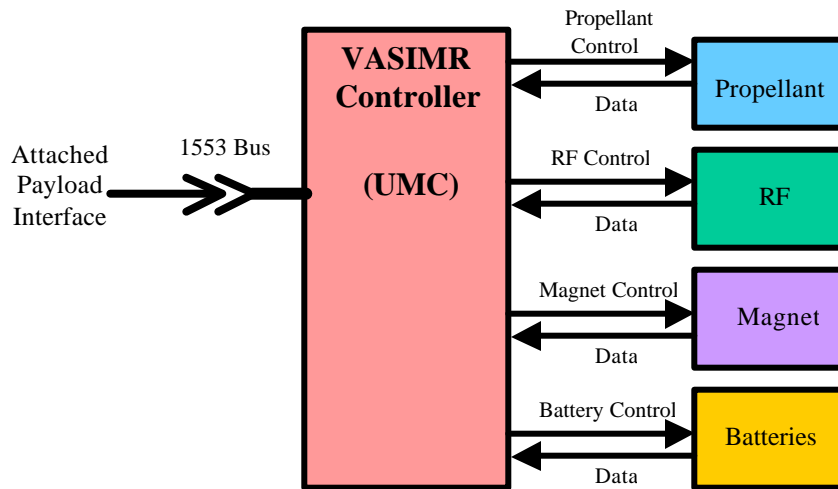 Attached
Payload
Interface
1553 Bus
VASIMR
Controller
(UMC)
Propellant
Control
Data
Propellant
RF Control
Data
RF
Magnet Control
Data
Magnet
Battery Control
Data
Batteries